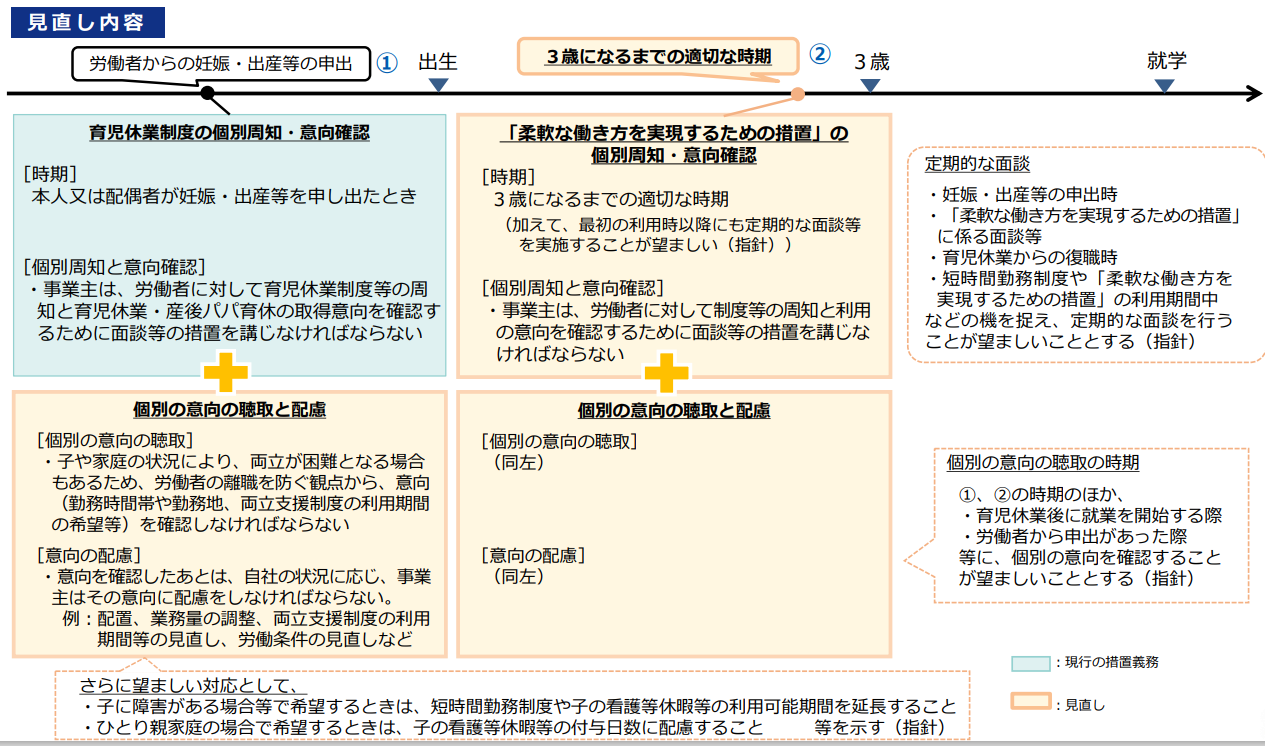 見直し内容
労働者からの妊娠・出産等の申出
①
出生
３歳になるまでの適切な時期
②
３歳
就学
育児休業制度の個別周知・意向確認
［時期］
本人又は配偶者が妊娠・出産等を申し出たとき
［個別周知と意向確認］
・事業主は、労働者に対して育児休業制度等の周
知と育児休業・産後パパ育休の取得意向を確認す
るために面談等の措置を講じなければならない
「柔軟な働き方を実現するための措置」の
個別周知・意向確認
［時期］
３歳になるまでの適切な時期
（加えて、最初の利用時以降にも定期的な面談等
を実施することが望ましい（指針））
［個別周知と意向確認］
・事業主は、労働者に対して制度等の周知と利用
の意向を確認するために面談等の措置を講じな
ければならない
定期的な面談
・妊娠・出産等の申出時
・「柔軟な働き方を実現するための措置」
に係る面談等
・育児休業からの復職時
・短時間勤務制度や「柔軟な働き方を
実現するための措置」の利用期間中
などの機を捉え、定期的な面談を行う
ことが望ましいこととする（指針）
個別の意向の聴取と配慮
［個別の意向の聴取］
・子や家庭の状況により、両立が困難となる場合
もあるため、労働者の離職を防ぐ観点から、意向
（勤務時間帯や勤務地、両立支援制度の利用期間
の希望等）を確認しなければならない
［意向の配慮］
・意向を確認したあとは、自社の状況に応じ、事業
主はその意向に配慮をしなければならない。
例：配置、業務量の調整、両立支援制度の利用
期間等の見直し、労働条件の見直しなど
個別の意向の聴取と配慮
［個別の意向の聴取］
（同左）
［意向の配慮］
（同左）
個別の意向の聴取の時期
①、②の時期のほか、
・育児休業後に就業を開始する際
・労働者から申出があった際
等に、個別の意向を確認すること
が望ましいこととする（指針）
さらに望ましい対応として、
・子に障害がある場合等で希望するときは、短時間勤務制度や子の看護等休暇等の利用可能期間を延長すること
・ひとり親家庭の場合で希望するときは、子の看護等休暇等の付与日数に配慮すること　　等を示す（指針）
：現行の措置義務
：見直し